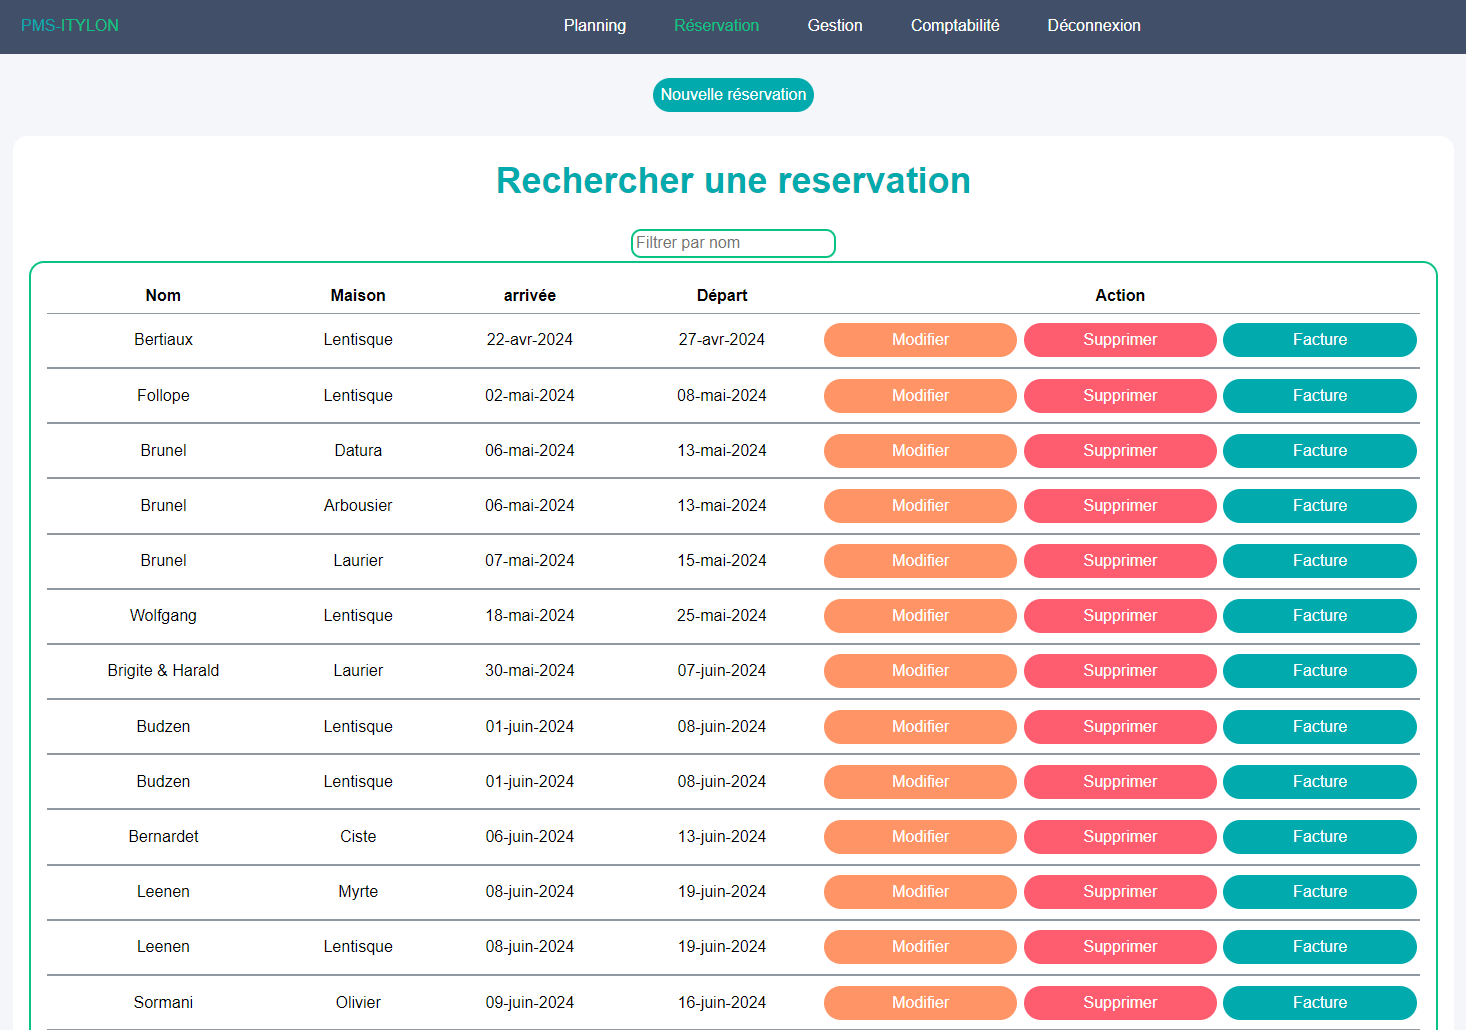 PMS-ITYLON Planning Réservation Gestion Comptabilité Déconnexion
Nouvelle réservation
Rechercher une reservation
Filtrer par nom
Nom Maison arrivée Départ Action
Bertiaux Lentisque 22-avr-2024 27-avr-2024 Modifier Supprimer Facture
Follope Lentisque 02-mai-2024 08-mai-2024 Modifier Supprimer Facture
Brunel Datura 06-mai-2024 13-mai-2024 Modifier Supprimer Facture
Brunel Arbousier 06-mai-2024 13-mai-2024 Modifier Supprimer Facture
Brunel Laurier 07-mai-2024 15-mai-2024 Modifier Supprimer Facture
Wolfgang Lentisque 18-mai-2024 25-mai-2024 Modifier Supprimer Facture
Brigite & Harald Laurier 30-mai-2024 07-juin-2024 Modifier Supprimer Facture
Budzen Lentisque 01-juin-2024 08-juin-2024 Modifier Supprimer Facture
Budzen Lentisque 01-juin-2024 08-juin-2024 Modifier Supprimer Facture
Bernardet Ciste 06-juin-2024 13-juin-2024 Modifier Supprimer Facture
Leenen Myrte 08-juin-2024 19-juin-2024 Modifier Supprimer Facture
Leenen Lentisque 08-juin-2024 19-juin-2024 Modifier Supprimer Facture
Sormani Olivier 09-juin-2024 16-juin-2024 Modifier Supprimer Facture